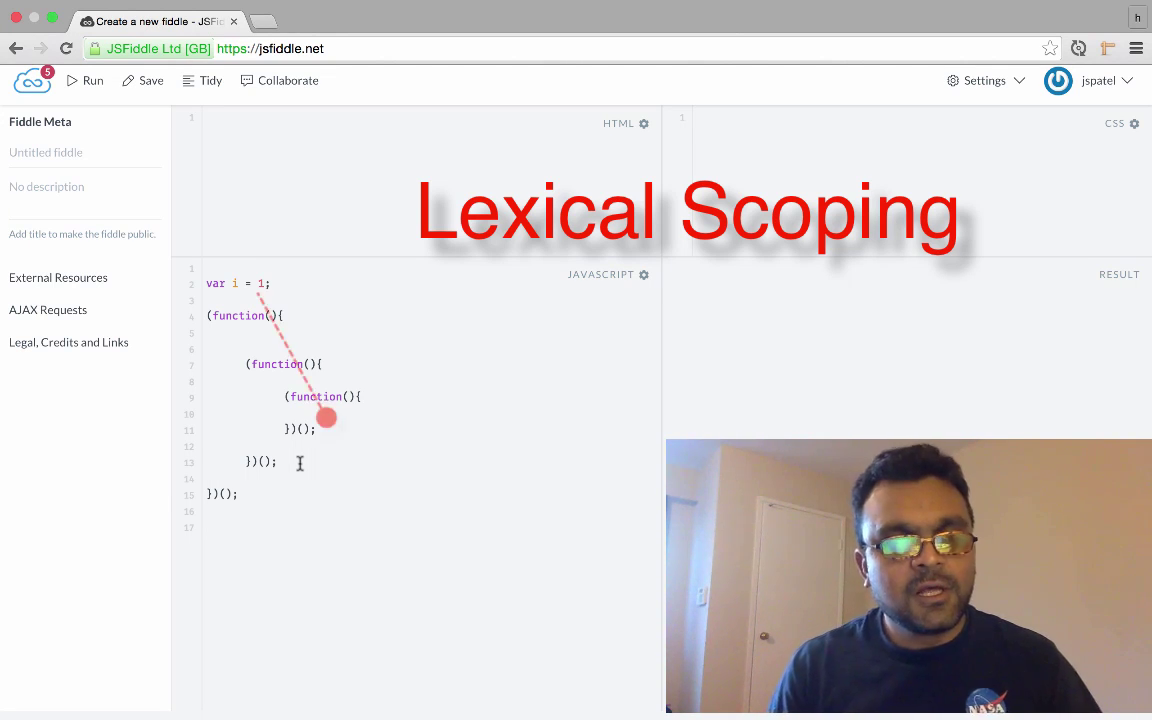 Create a new fiddle - JSFid
h
JSFiddle Ltd [GB] https://jsfiddle.net
5
Run Save Tidy Collaborate Settings jspatel
Fiddle Meta
Untitled fiddle
No description
Add title to make the fiddle public.
External Resources
AJAX Requests
Legal, Credits and Links
1 HTML
1 CSS
Lexical Scoping
JAVASCRIPT
RESULT
1
2 var i = 1;
3
4 (function(){
5
6
7 (function(){
8
9 (function(){
10
11 })();
12
13 })();
14
15 })();
16
17
NASA